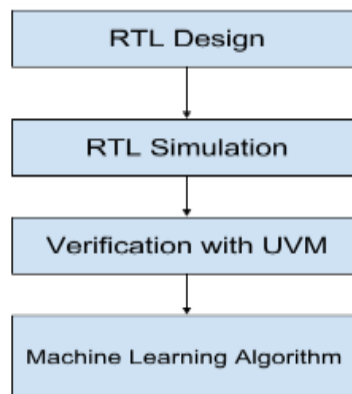 RTL Design
RTL Simulation
Verification with UVM
Machine Learning Algorithm